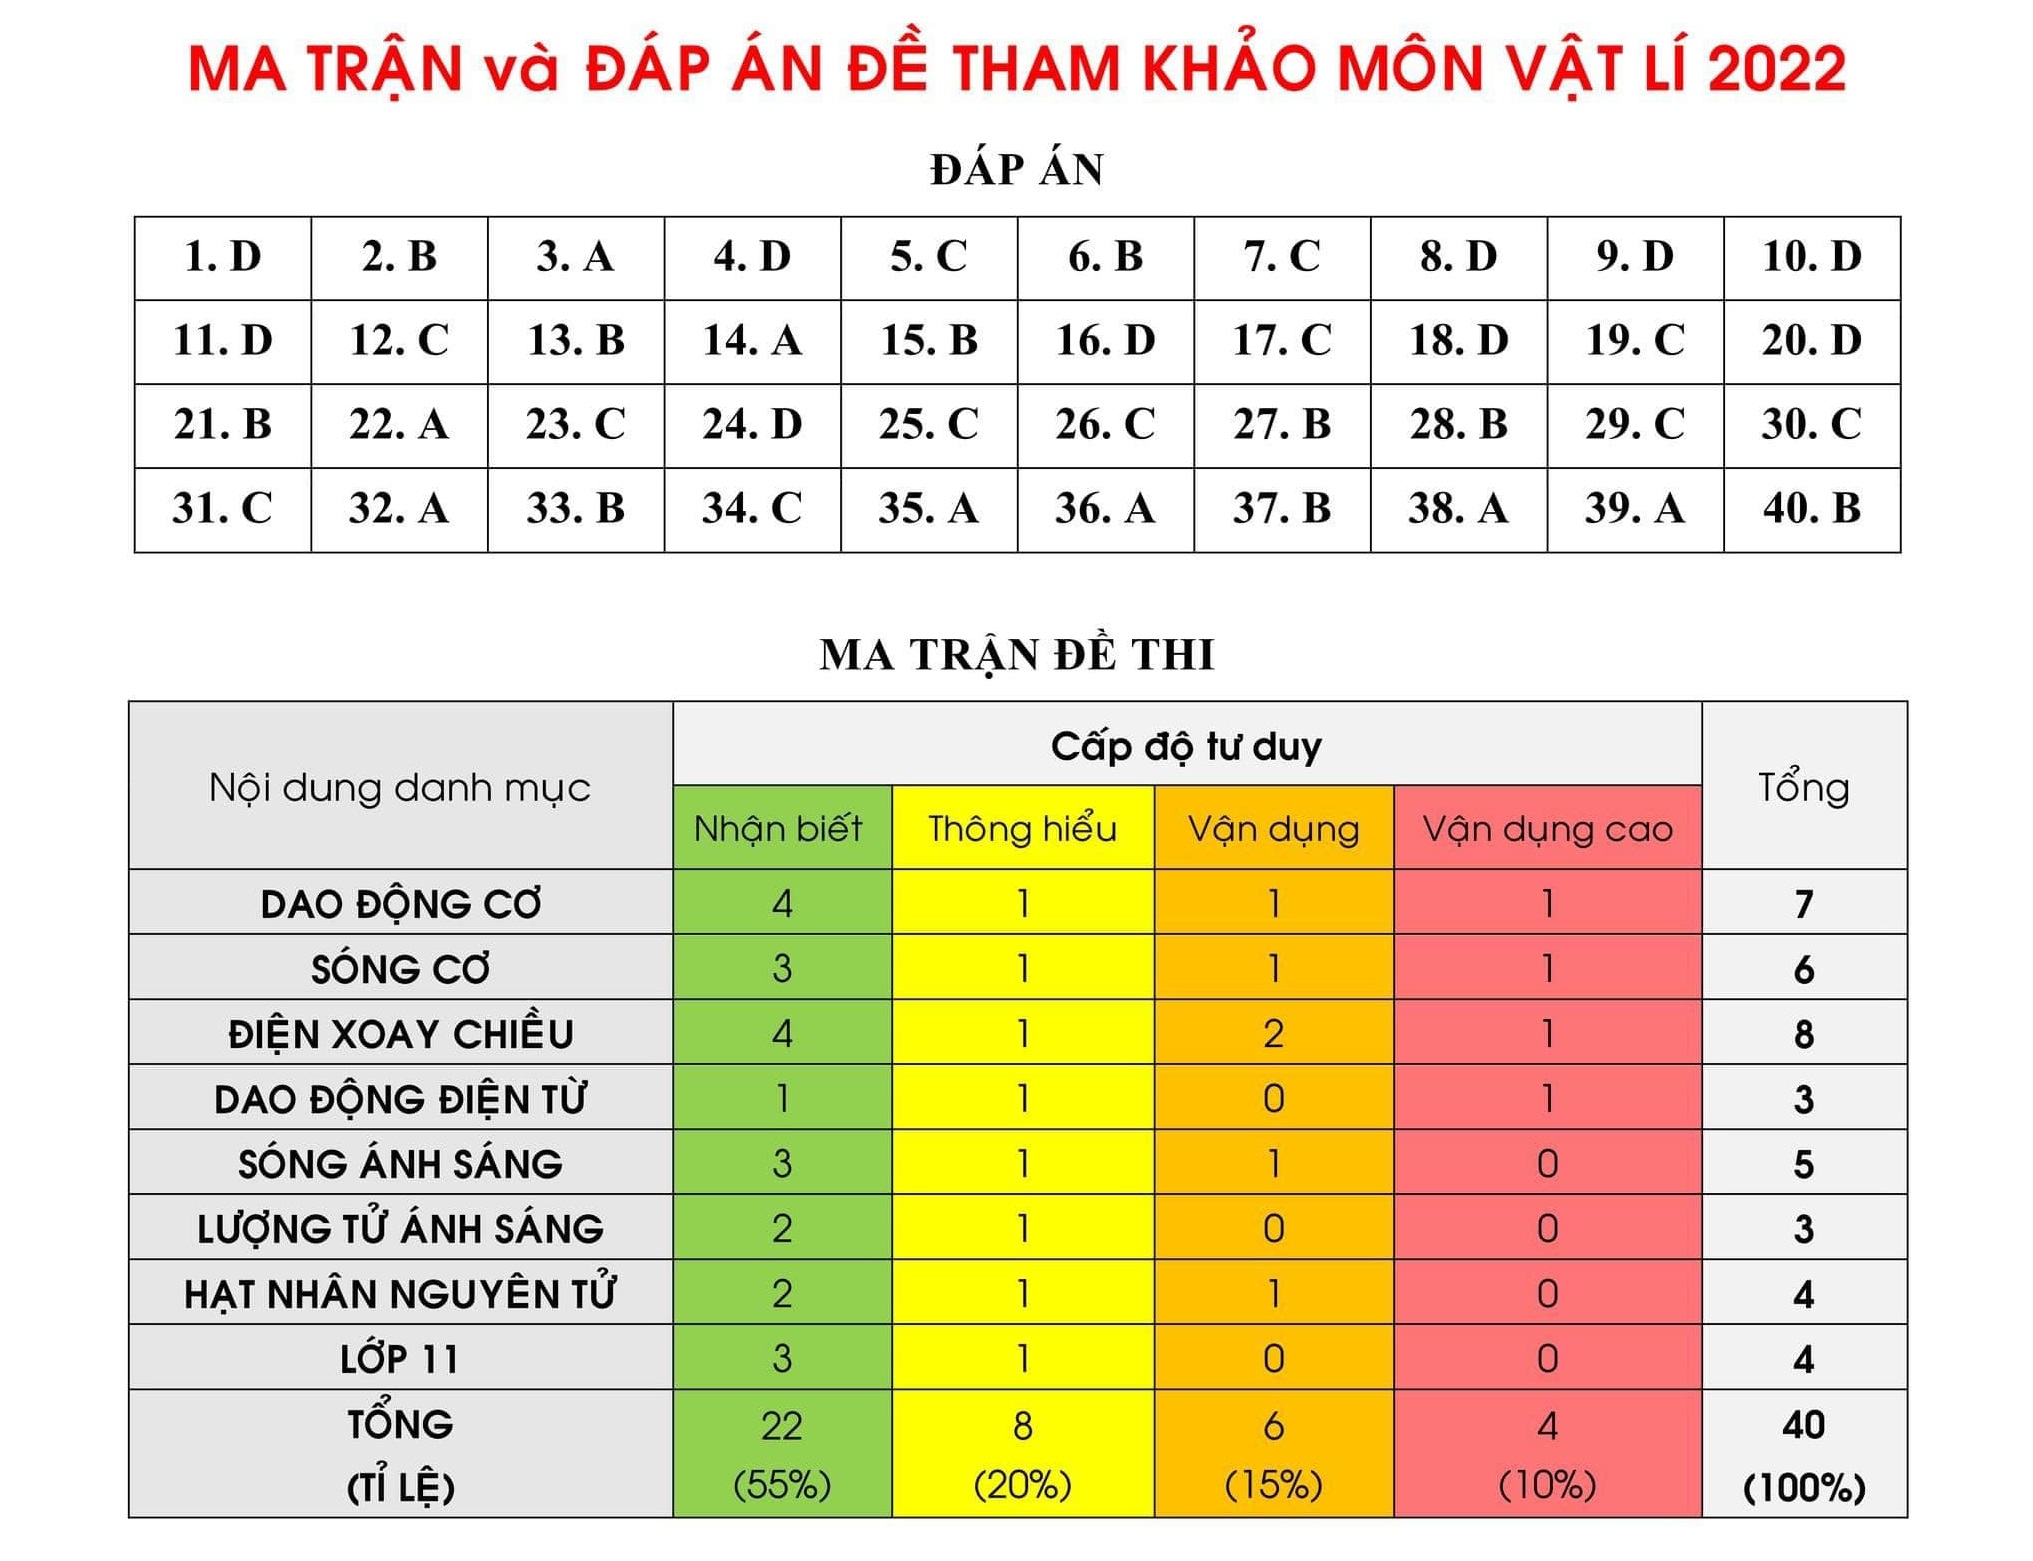 MA TRẬN và ĐÁP ÁN ĐỀ THAM KHẢO MÔN VẬT LÍ 2022
ĐÁP ÁN
1. D 2. B 3. A 4. D 5. C 6. B 7. C 8. D 9. D 10. D
11. D 12. C 13. B 14. A 15. B 16. D 17. C 18. D 19. C 20. D
21. B 22. A 23. C 24. D 25. C 26. C 27. B 28. B 29. C 30. C
31. C 32. A 33. B 34. C 35. A 36. A 37. B 38. A 39. A 40. B
MA TRẬN ĐỀ THI
Nội dung danh mục Cấp độ tư duy Tổng
Nhận biết Thông hiểu Vận dụng Vận dụng cao
DAO ĐỘNG CƠ 4 1 1 1 7
SÓNG CƠ 3 1 1 1 6
ĐIỆN XOAY CHIỀU 4 1 2 1 8
DAO ĐỘNG ĐIỆN TỪ 1 1 0 1 3
SÓNG ÁNH SÁNG 3 1 1 0 5
LƯỢNG TỬ ÁNH SÁNG 2 1 0 0 3
HẠT NHÂN NGUYÊN TỬ 2 1 1 0 4
LỚP 11 3 1 0 0 4
TỔNG 22 8 6 4 40
(TỈ LỆ) (55%) (20%) (15%) (10%) (100%)